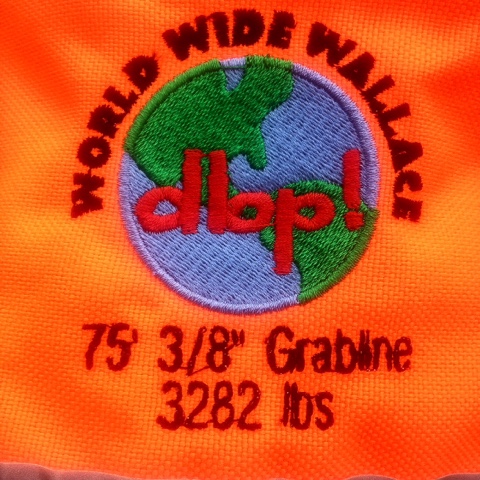 WORLD WIDE WALLACE
dbp!
75' 3/8" Grabline
3282 lbs